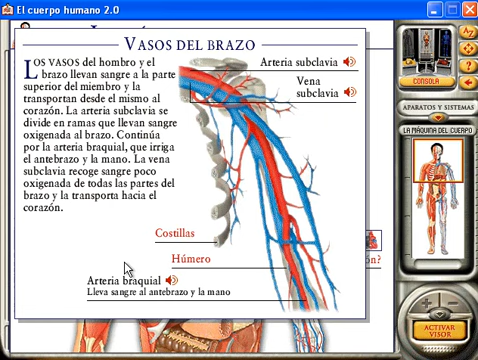 El cuerpo humano 2.0
VASOS DEL BRAZO
LOS VASOS del hombro y el
brazo llevan sangre a la parte
superior del miembro y la
transportan desde el mismo al
corazón. La arteria subclavia se
divide en ramas que llevan sangre
oxigenada al brazo. Continúa
por la arteria braquial, que irriga
el antebrazo y la mano. La vena
subclavia recoge sangre poco
oxigenada de todas las partes del
brazo y la transporta hacia el
corazón.
Arteria subclavia
Vena
subclavia
Costillas
Húmero
Arteria braquial
Lleva sangre al antebrazo y la mano
ón?
CONSOLA
APARATOS Y SISTEMAS
LA MÁQUINA DEL CUERPO
ACTIVAR
VISOR